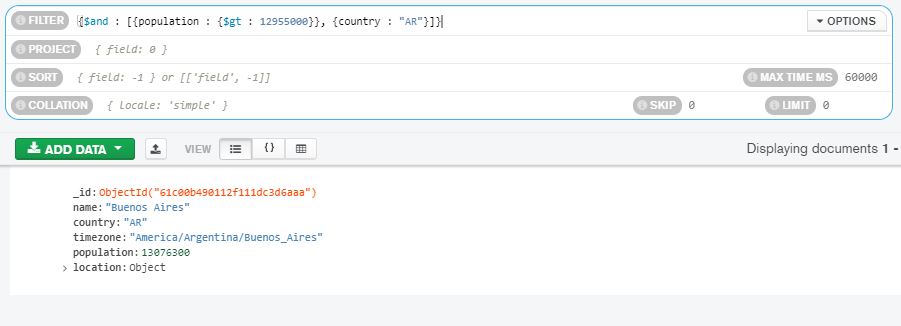 FILTER {$and : [{population : {$gt : 12955000}}, {country : "AR"}]} OPTIONS
PROJECT { field: 0 }
SORT { field: -1 } or [['field', -1]] MAX TIME MS 60000
COLLATION { locale: 'simple' } SKIP 0 LIMIT 0
ADD DATA VIEW {} Displaying documents 1 -
_id: ObjectId("61c00b490112f111dc3d6aaa")
name: "Buenos Aires"
country: "AR"
timezone: "America/Argentina/Buenos_Aires"
population: 13076300
> location: Object